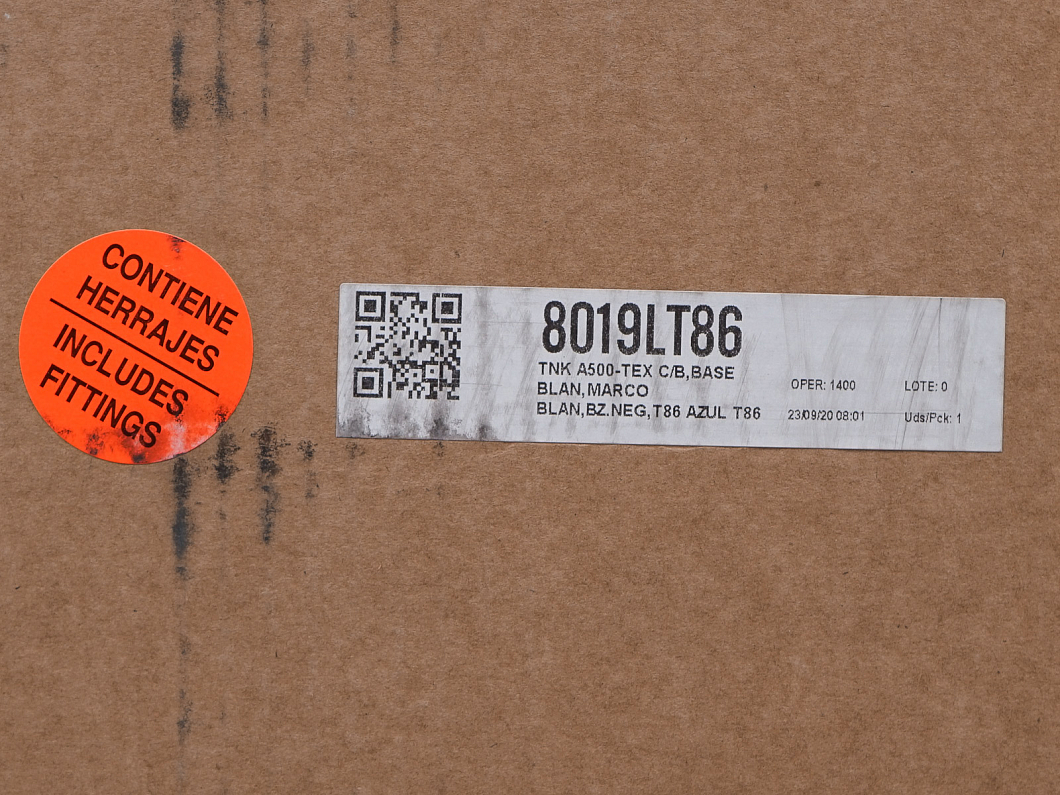 CONTIENE
HERRAJES
INCLUDES
FITTINGS
8019LT86
TNK A500-TEX C/B,BASE
BLAN,MARCO
BLAN,BZ.NEG,T86 AZUL T86
OPER: 1400
LOTE: 0
23/09/20 08:01
Uds/Pck: 1